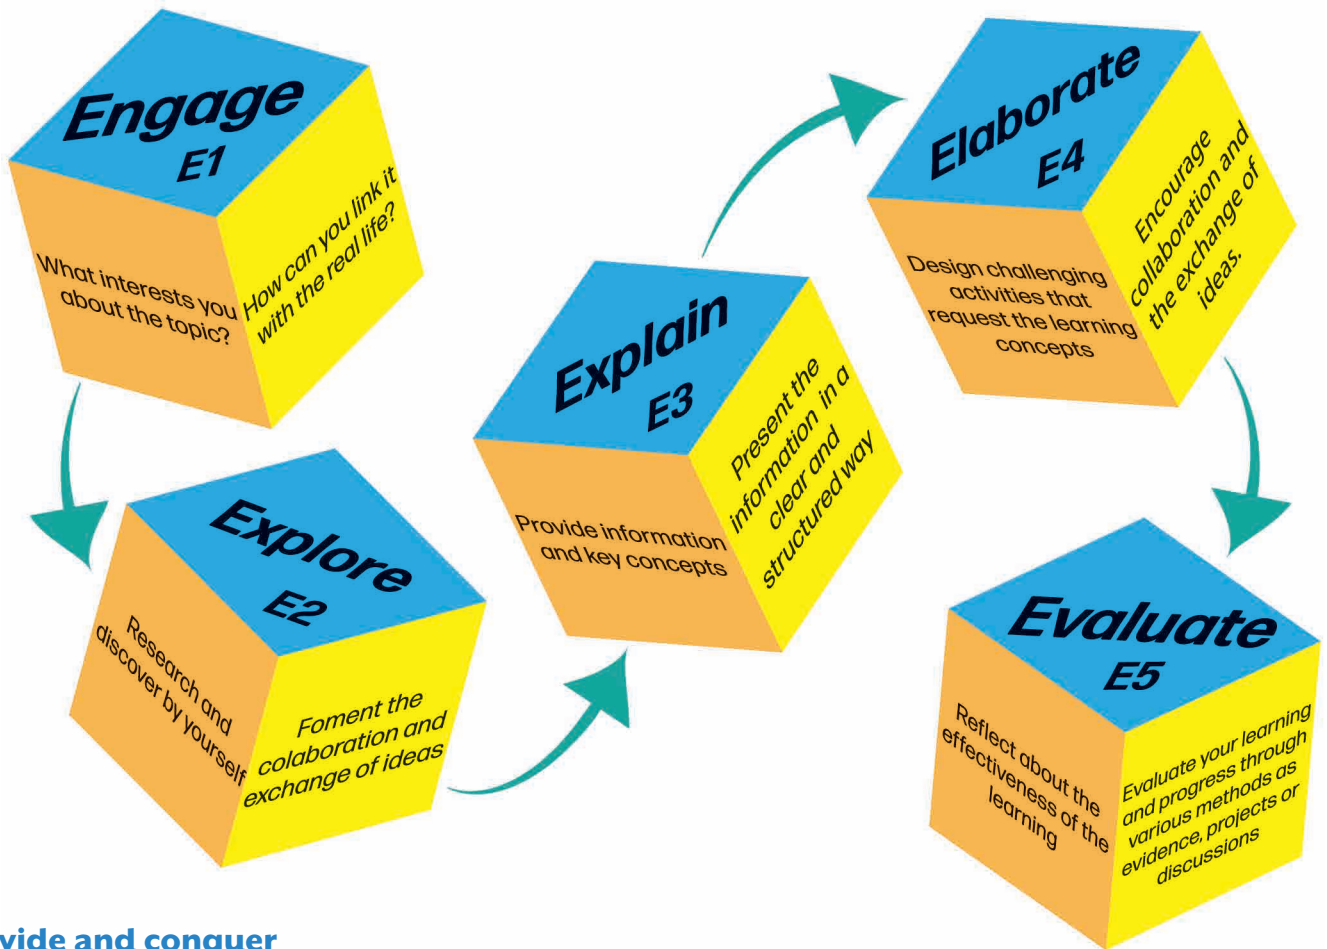 Engage
E1
What interests you
about the topic?
How can you link it
with the real life?
Explore
E2
Research and
discover by yourself
Foment the
colaboration and
exchange of ideas
Explain
E3
Provide information
and key concepts
Present the
information in a
clear and
structured way
Elaborate
E4
Design challenging
activities that
request the learning
concepts
Encourage
collaboration and
the exchange of
ideas.
Evaluate
E5
Reflect about the
effectiveness of the
learning
Evaluate your learning
and progress through
various methods as
evidence, projects or
discussions
vide and conquer